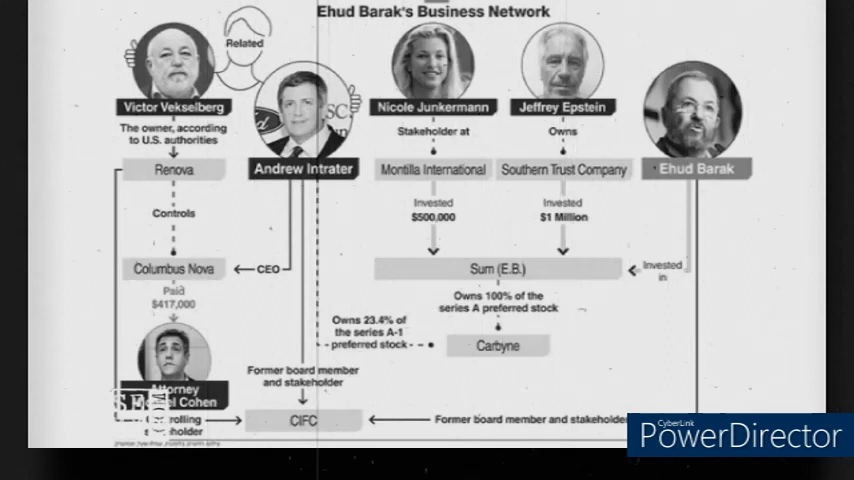 Ehud Barak's Business Network
Related
Victor Vekselberg
The owner, according
to U.S. authorities
Renova
Controls
Columbus Nova
Paid
$417,000
Attorney
Cohen
Andrew Intrater
CEO
Owns 23.4% of
the series A-1
preferred stock
Former board member
and stakeholder
CIFC
Nicole Junkermann
Stakeholder at
Montilla International
Invested
$500,000
Jeffrey Epstein
Owns
Southern Trust Company
Invested
$1 Million
Sum (E.B.)
Owns 100% of the
series A preferred stock
Carbyne
Ehud Barak
Invested
in
Former board member and stakeholder
CyberLink
PowerDirector